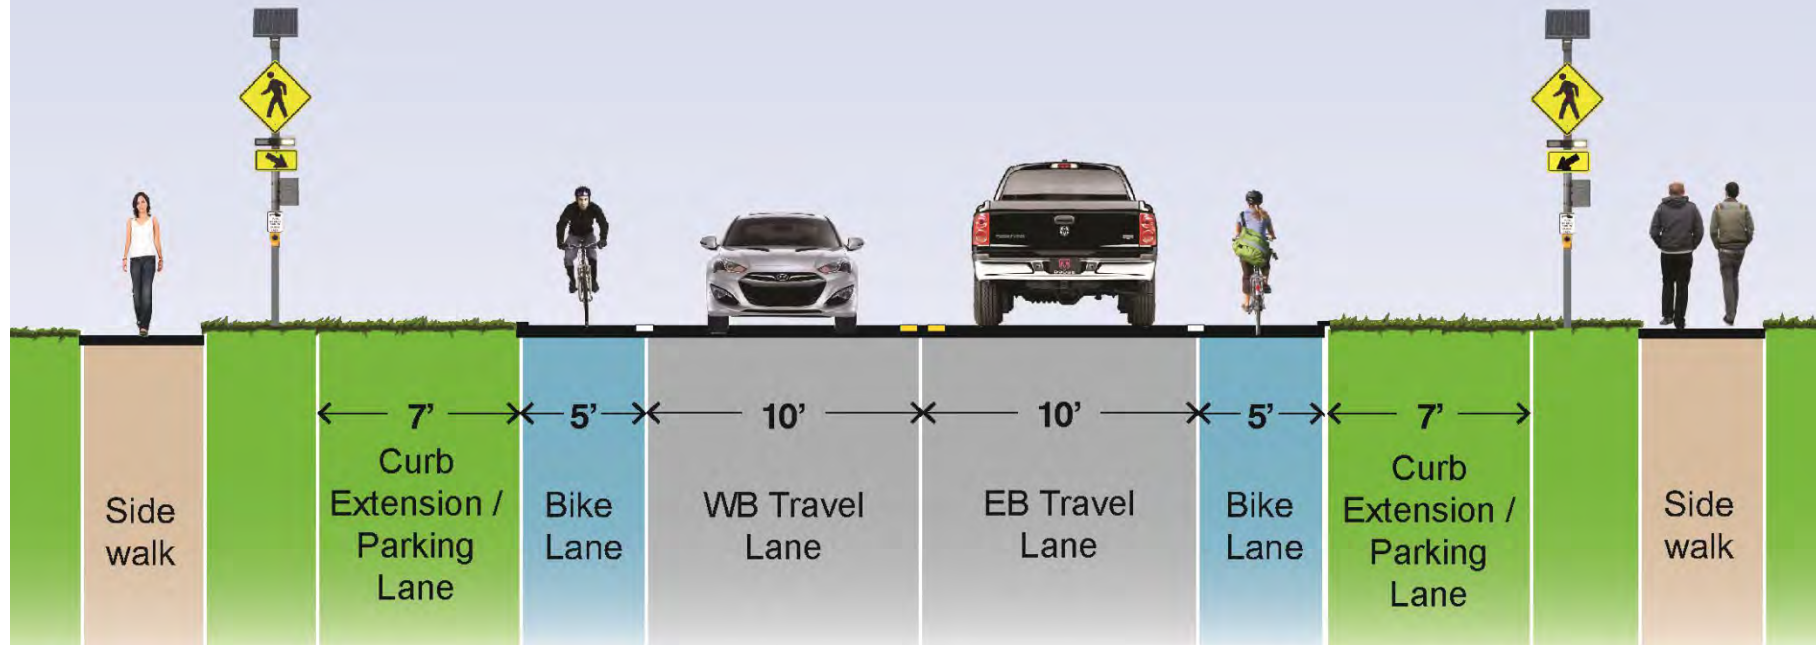 7'
Curb
Extension /
Parking
Lane
5'
Bike
Lane
10'
WB Travel
Lane
10'
EB Travel
Lane
5'
Bike
Lane
7'
Curb
Extension /
Parking
Lane
Side
walk
Side
walk